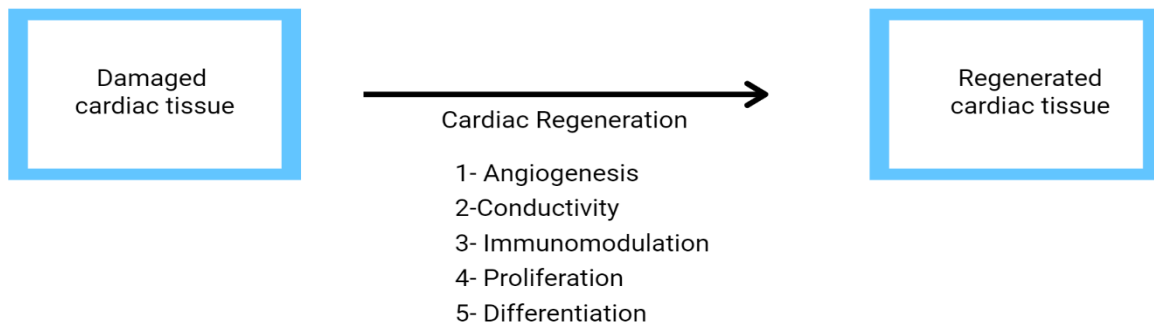 Damaged
cardiac tissue
Cardiac Regeneration
1- Angiogenesis
2-Conductivity
3- Immunomodulation
4- Proliferation
5- Differentiation
Regenerated
cardiac tissue